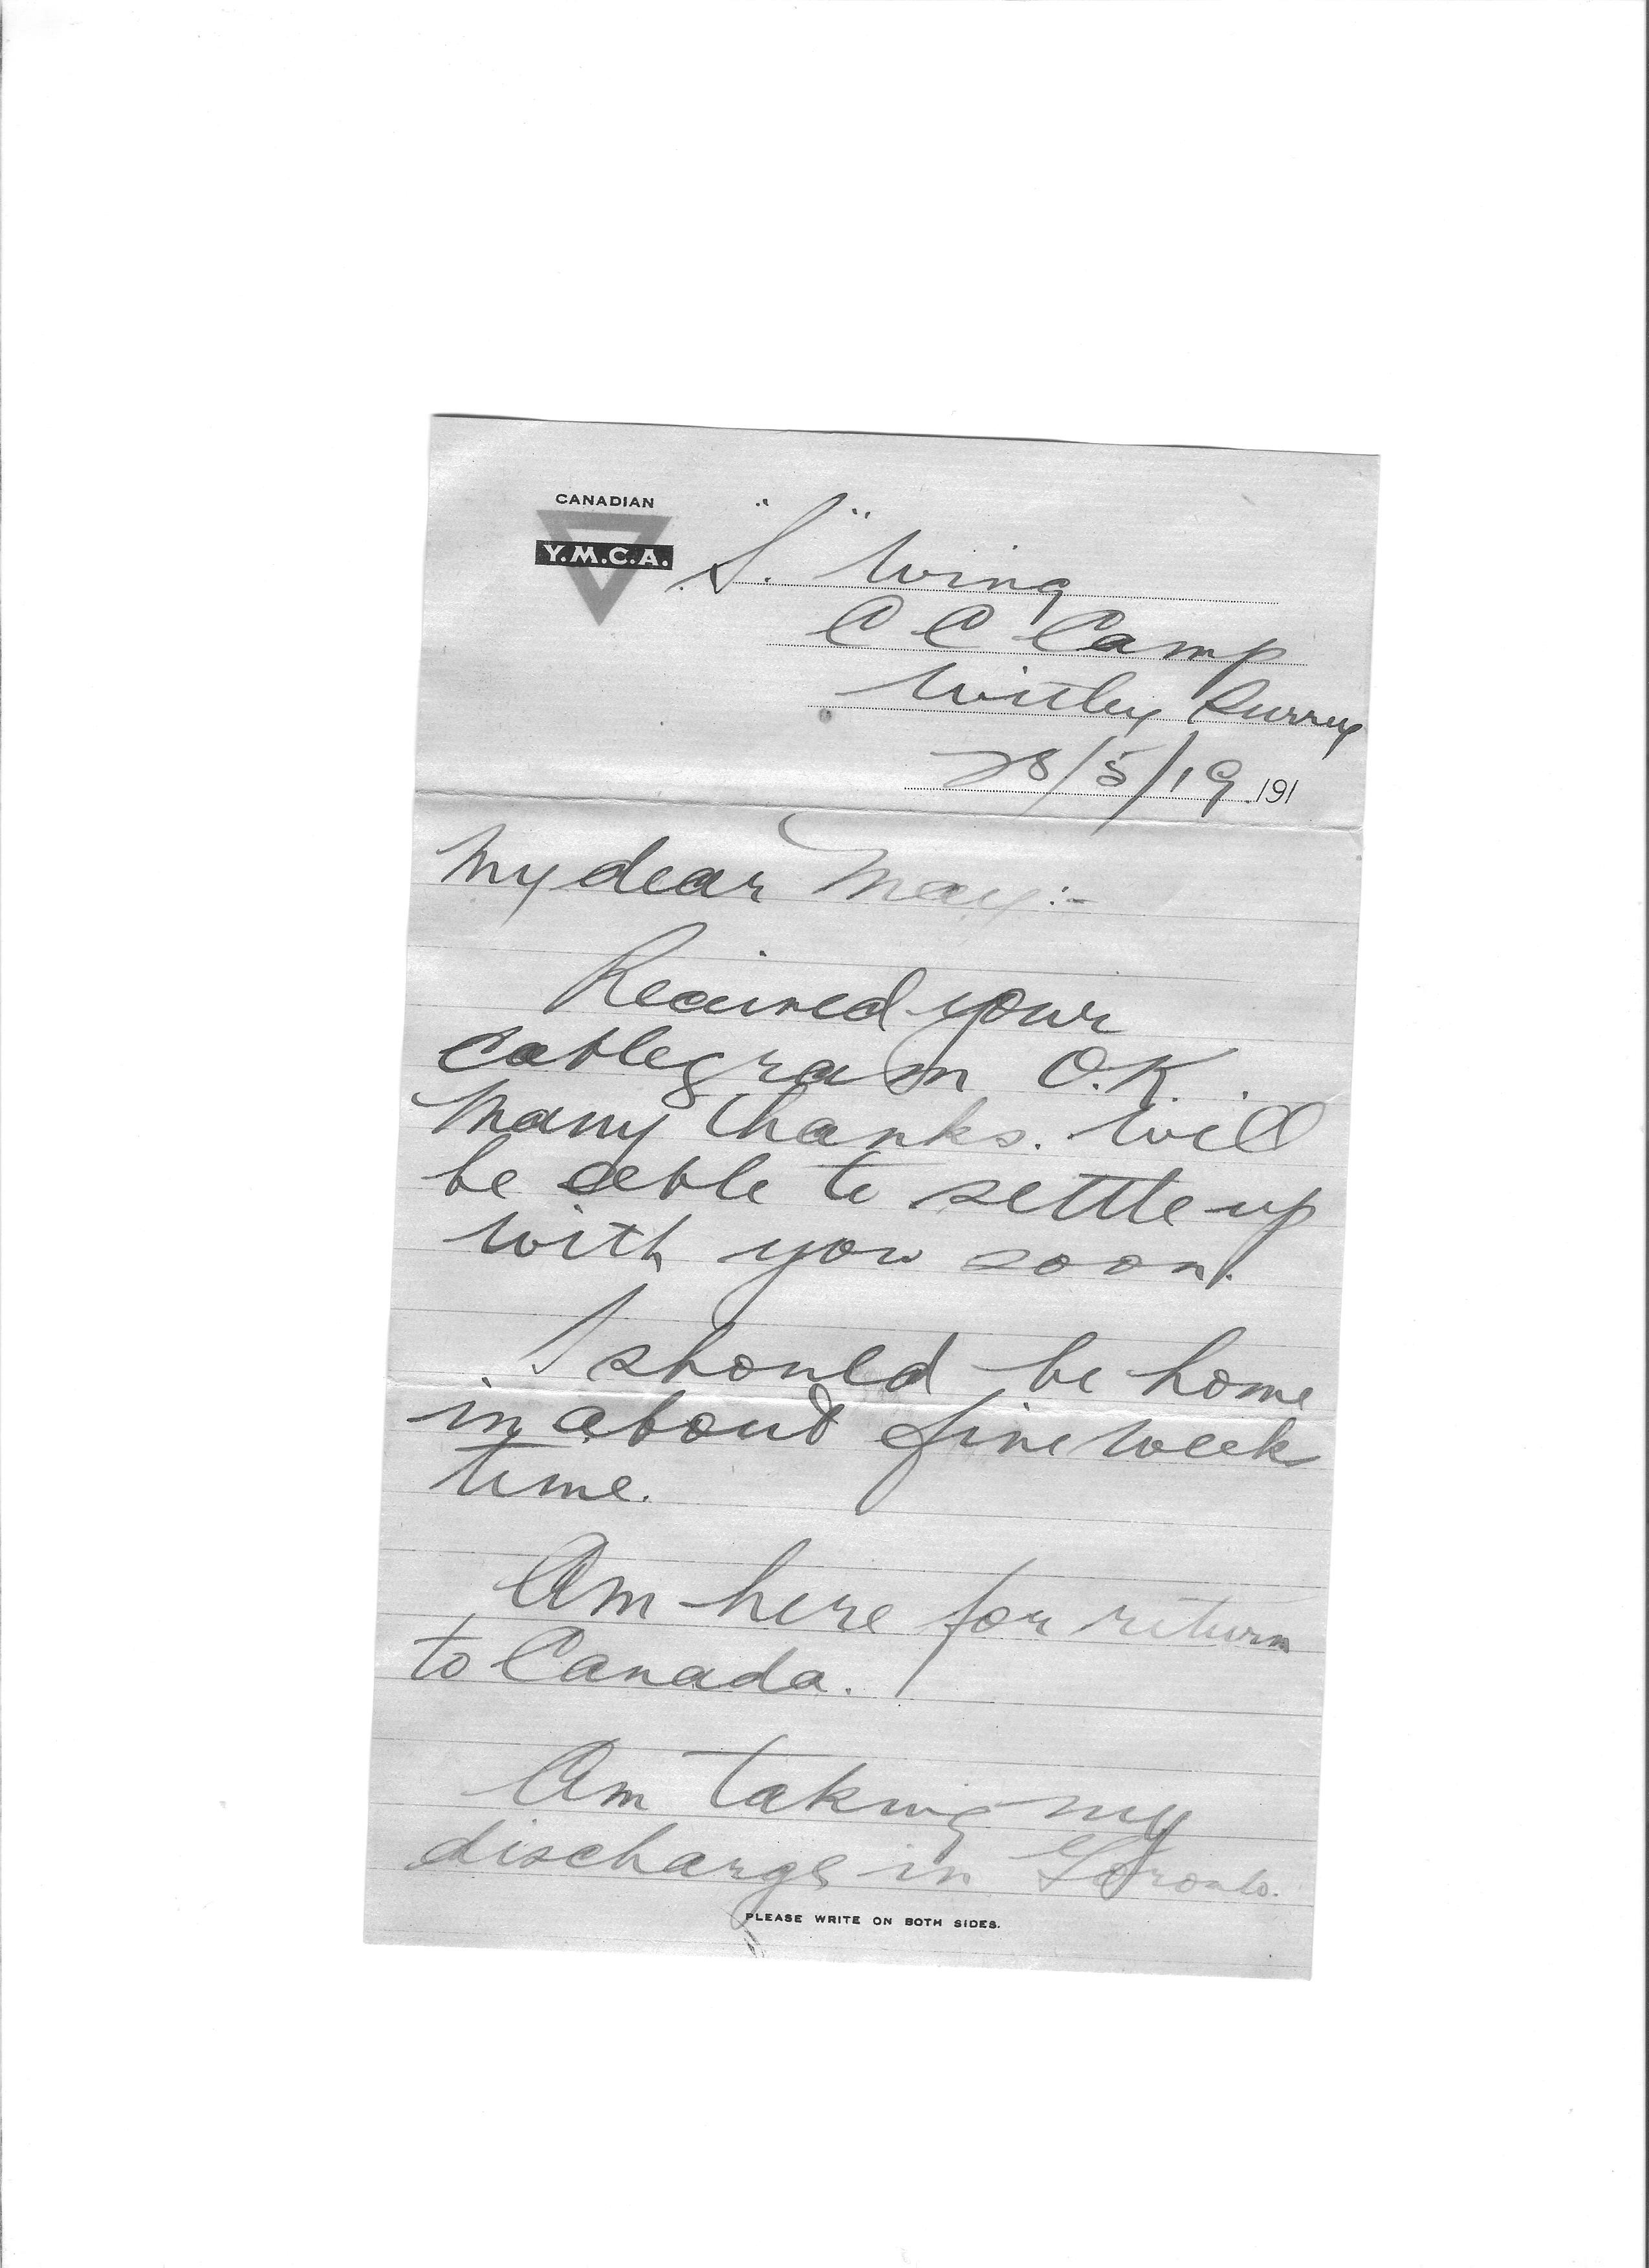 CANADIAN
Y.M.C.A.
"S." Wing
C C Camp
Witley Surrey
28/5/19 191
My dear May:-
Received your
cablegram O.K.
Many thanks. Will
be able to settle up
with you soon.
I should be home
in about five week
time.
Am here for return
to Canada.
Am taking my
discharge in Toronto.
PLEASE WRITE ON BOTH SIDES.